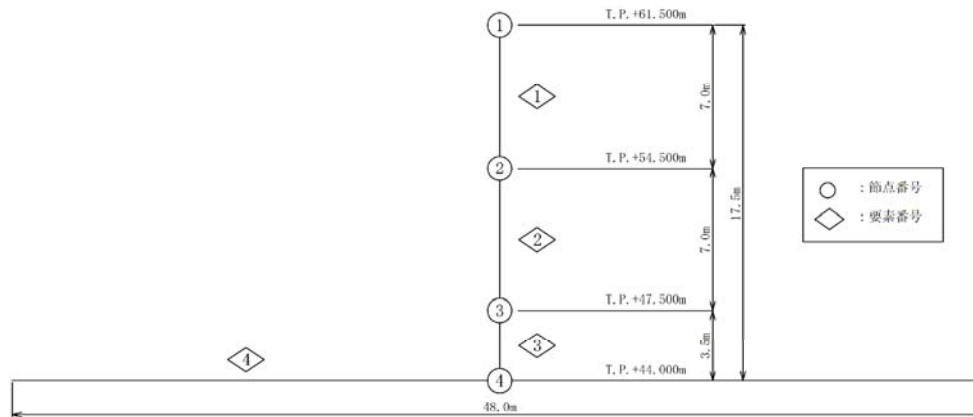 T.P.+61.500m
1
1
7.0m
T.P.+54.500m
2
17.5m
○ :節点番号
◇ :要素番号
2
7.0m
T.P.+47.500m
3
3
3.5m
4
T.P.+44.000m
4
48.0m